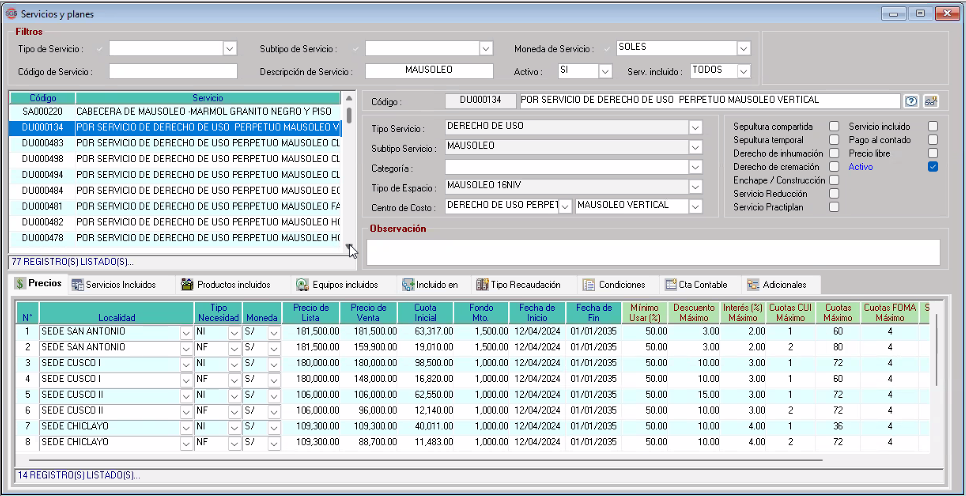 Servicios y planes
Filtros
Tipo de Servicio :
Subtipo de Servicio :
Moneda de Servicio : SOLES
Código de Servicio :
Descripción de Servicio : MAUSOLEO
Activo : SI
Serv. incluido : TODOS
Código Servicio
SA000220 CABECERA DE MAUSOLEO -MARMOL GRANITO NEGRO Y PISO
DU000134 POR SERVICIO DE DERECHO DE USO PERPETUO MAUSOLEO V
DU000483 POR SERVICIO DE DERECHO DE USO PERPETUO MAUSOLEO CL
DU000498 POR SERVICIO DE DERECHO DE USO PERPETUO MAUSOLEO CL
DU000494 POR SERVICIO DE DERECHO DE USO PERPETUO MAUSOLEO CL
DU000484 POR SERVICIO DE DERECHO DE USO PERPETUO MAUSOLEO EC
DU000481 POR SERVICIO DE DERECHO DE USO PERPETUO MAUSOLEO FA
DU000482 POR SERVICIO DE DERECHO DE USO PERPETUO MAUSOLEO HO
DU000478 POR SERVICIO DE DERECHO DE USO PERPETUO MAUSOLEO HO
77 REGISTRO(S) LISTADO(S)...
Código : DU000134 POR SERVICIO DE DERECHO DE USO PERPETUO MAUSOLEO VERTICAL
Tipo Servicio : DERECHO DE USO
Subtipo Servicio : MAUSOLEO
Categoría :
Tipo de Espacio : MAUSOLEO 16NIV
Centro de Costo : DERECHO DE USO PERPET MAUSOLEO VERTICAL
Sepultura compartida Servicio incluido
Sepultura temporal Pago al contado
Derecho de inhumación Precio libre
Derecho de cremación Activo
Enchape / Construcción
Servicio Reducción
Servicio Practiplan
Observación
Precios Servicios Incluidos Productos incluidos Equipos incluidos Incluido en Tipo Recaudación Condiciones Cta Contable Adicionales
N° Localidad Tipo Necesidad Moneda Precio de Lista Precio de Venta Cuota Inicial Fondo Mto. Fecha de Inicio Fecha de Fin Mínimo Usar (%) Descuento Máximo Interés (%) Máximo Cuotas CUI Máximo Cuotas Máximo Cuotas FOMA Máximo S
1 SEDE SAN ANTONIO NI S/ 181,500.00 181,500.00 63,317.00 1,500.00 12/04/2024 01/01/2035 50.00 3.00 2.00 1 60 4
2 SEDE SAN ANTONIO NF S/ 181,500.00 159,900.00 19,010.00 1,500.00 12/04/2024 01/01/2035 50.00 3.00 3.00 2 80 4
3 SEDE CUSCO I NI S/ 180,000.00 180,000.00 98,500.00 1,000.00 12/04/2024 01/01/2035 50.00 10.00 3.00 1 72 4
4 SEDE CUSCO I NF S/ 180,000.00 148,000.00 16,820.00 1,000.00 12/04/2024 01/01/2035 50.00 10.00 3.00 1 60 4
5 SEDE CUSCO II NI S/ 106,000.00 106,000.00 62,550.00 1,000.00 12/04/2024 01/01/2035 50.00 15.00 3.00 1 72 4
6 SEDE CUSCO II NF S/ 106,000.00 96,000.00 12,140.00 1,000.00 12/04/2024 01/01/2035 50.00 10.00 3.00 2 72 4
7 SEDE CHICLAYO NI S/ 109,300.00 109,300.00 40,011.00 1,000.00 12/04/2024 01/01/2035 50.00 10.00 4.00 1 36 4
8 SEDE CHICLAYO NF S/ 109,300.00 88,700.00 11,483.00 1,000.00 12/04/2024 01/01/2035 50.00 10.00 4.00 2 72 4
14 REGISTRO(S) LISTADO(S)...